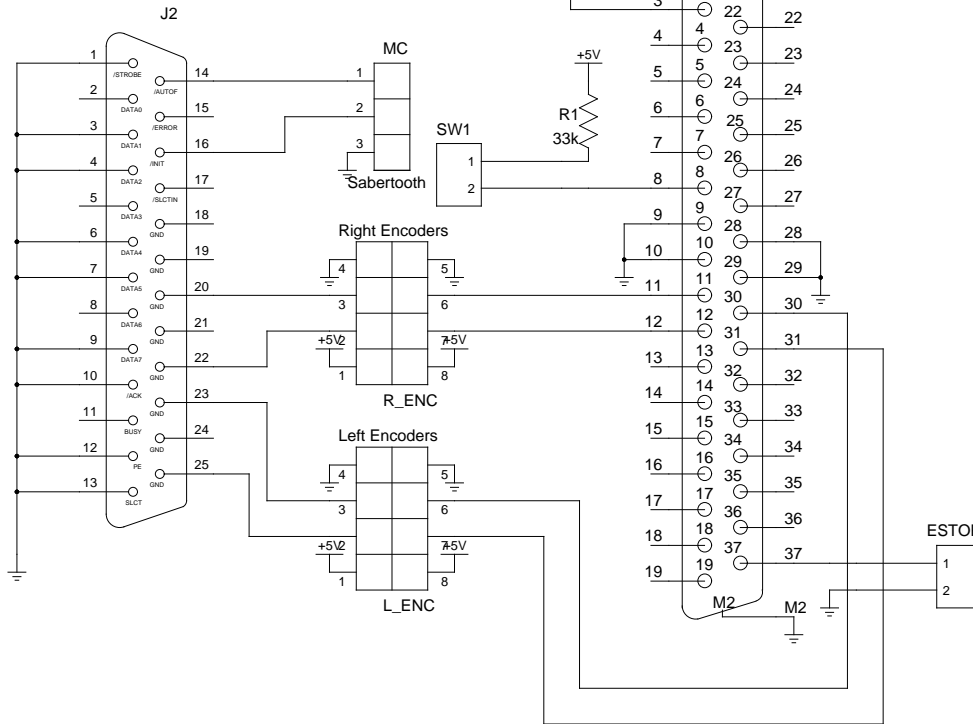 J2
1
/STROBE
14
/AUTOF
2
DATA0
15
/ERROR
3
DATA1
16
/INIT
4
DATA2
17
/SLCTIN
5
DATA3
18
GND
6
DATA4
19
GND
7
DATA5
20
GND
8
DATA6
21
GND
9
DATA7
22
GND
10
/ACK
23
GND
11
BUSY
24
GND
12
PE
25
GND
13
SLCT
MC
1
2
3
Sabertooth
+5V
R1
33k
SW1
1
2
Right Encoders
4
5
3
6
+5V
2
7
+5V
1
8
R_ENC
Left Encoders
4
5
3
6
+5V
2
7
+5V
1
8
L_ENC
3
22
22
4
4
23
23
5
5
24
24
6
6
25
25
7
7
26
26
8
8
27
27
9
9
28
28
10
10
29
29
11
11
30
30
12
12
31
31
13
13
32
32
14
14
33
33
15
15
34
34
16
16
35
35
17
17
36
36
18
18
37
37
19
19
M2
M2
1
2